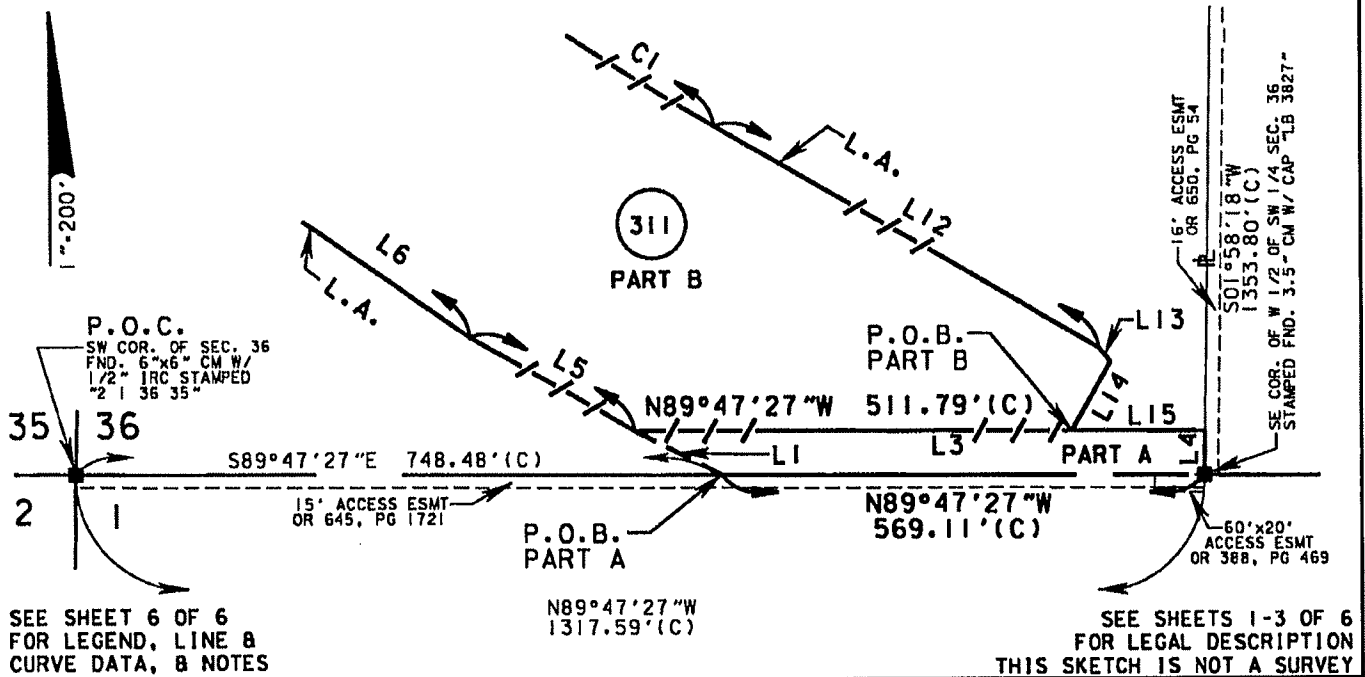 C1
L.A.
16' ACCESS ESMT
OR 650, PG 54
S01°58'18"W
1353.80'(C)
SE COR. OF W 1/2 OF SW 1/4 SEC. 36
STAMPED FND. 3.5" CM W/ CAP "LB 3827"
1"=200'
L12
311
PART B
L6
L.A.
P.O.C.
SW COR. OF SEC. 36
FND. 6"x6" CM W/
1/2" IRC STAMPED
"2 1 36 35"
L13
P.O.B.
PART B
L5
L14
N89°47'27"W 511.79'(C)
L15
35 36
L3
PART A
L4
S89°47'27"E 748.48'(C)
L1
2 1
15' ACCESS ESMT
OR 645, PG 1721
N89°47'27"W
569.11'(C)
P.O.B.
PART A
60'x20'
ACCESS ESMT
OR 388, PG 469
N89°47'27"W
1317.59'(C)
SEE SHEET 6 OF 6
FOR LEGEND, LINE &
CURVE DATA, & NOTES
SEE SHEETS 1-3 OF 6
FOR LEGAL DESCRIPTION
THIS SKETCH IS NOT A SURVEY